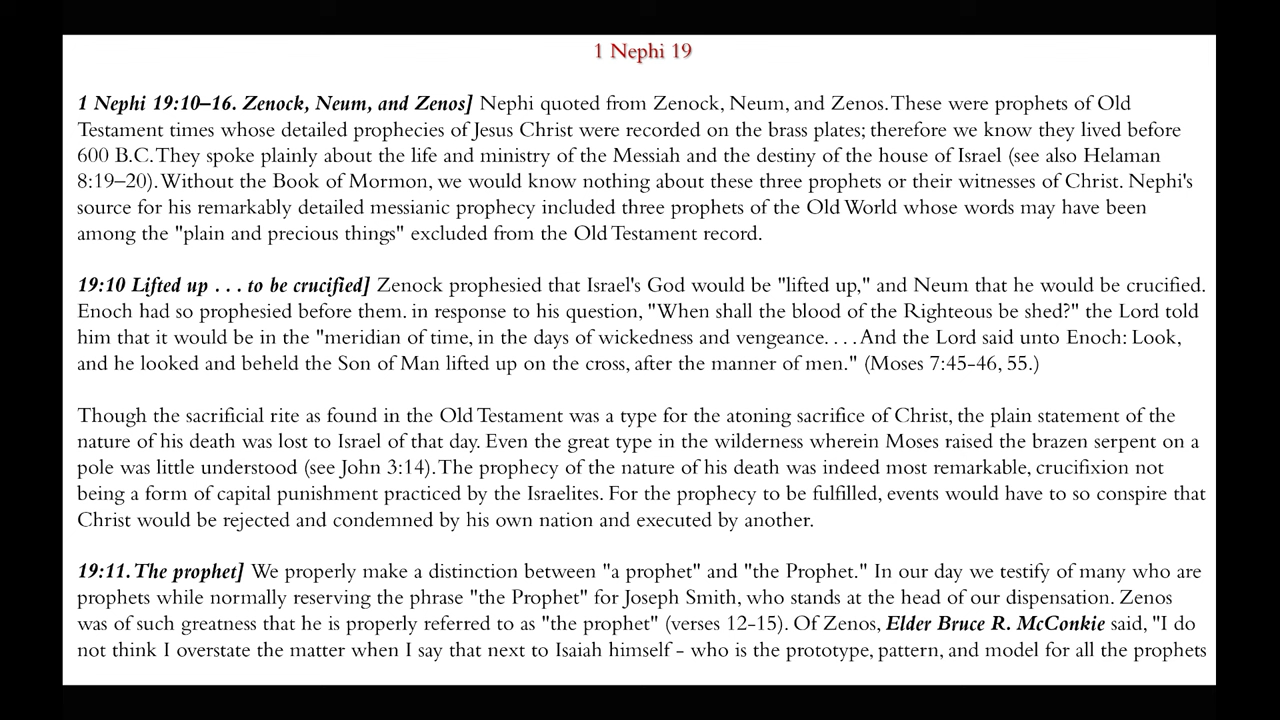 1 Nephi 19
1 Nephi 19:10–16. Zenock, Neum, and Zenos] Nephi quoted from Zenock, Neum, and Zenos. These were prophets of Old
Testament times whose detailed prophecies of Jesus Christ were recorded on the brass plates; therefore we know they lived before
600 B.C. They spoke plainly about the life and ministry of the Messiah and the destiny of the house of Israel (see also Helaman
8:19–20). Without the Book of Mormon, we would know nothing about these three prophets or their witnesses of Christ. Nephi's
source for his remarkably detailed messianic prophecy included three prophets of the Old World whose words may have been
among the "plain and precious things" excluded from the Old Testament record.
19:10 Lifted up . . . to be crucified] Zenock prophesied that Israel's God would be "lifted up," and Neum that he would be crucified.
Enoch had so prophesied before them. in response to his question, "When shall the blood of the Righteous be shed?" the Lord told
him that it would be in the "meridian of time, in the days of wickedness and vengeance. . . . And the Lord said unto Enoch: Look,
and he looked and beheld the Son of Man lifted up on the cross, after the manner of men." (Moses 7:45-46, 55.)
Though the sacrificial rite as found in the Old Testament was a type for the atoning sacrifice of Christ, the plain statement of the
nature of his death was lost to Israel of that day. Even the great type in the wilderness wherein Moses raised the brazen serpent on a
pole was little understood (see John 3:14). The prophecy of the nature of his death was indeed most remarkable, crucifixion not
being a form of capital punishment practiced by the Israelites. For the prophecy to be fulfilled, events would have to so conspire that
Christ would be rejected and condemned by his own nation and executed by another.
19:11. The prophet] We properly make a distinction between "a prophet" and "the Prophet." In our day we testify of many who are
prophets while normally reserving the phrase "the Prophet" for Joseph Smith, who stands at the head of our dispensation. Zenos
was of such greatness that he is properly referred to as "the prophet" (verses 12-15). Of Zenos, Elder Bruce R. McConkie said, "I do
not think I overstate the matter when I say that next to Isaiah himself - who is the prototype, pattern, and model for all the prophets